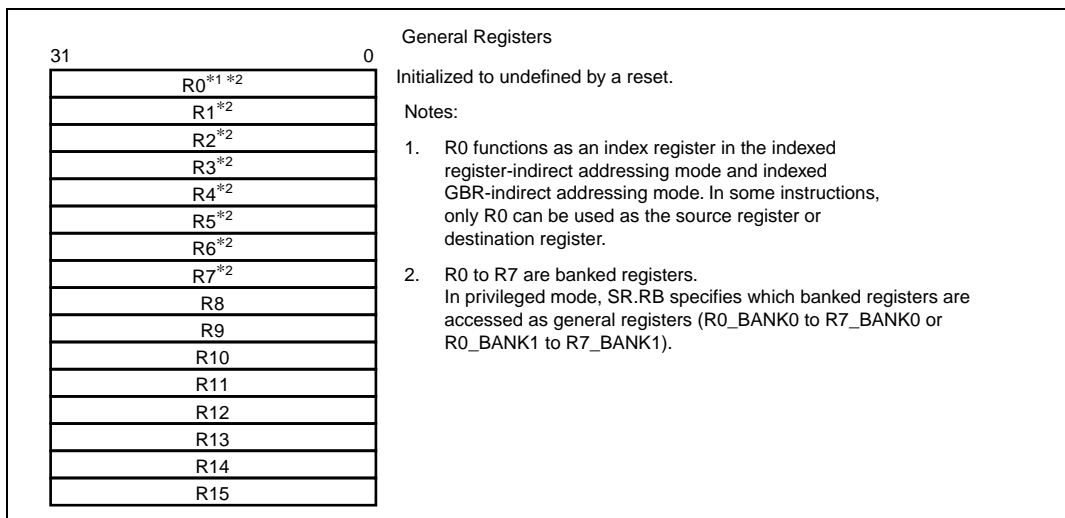 General Registers
31 0
Initialized to undefined by a reset.
R0*1 *2
R1*2
R2*2
R3*2
R4*2
R5*2
R6*2
R7*2
R8
R9
R10
R11
R12
R13
R14
R15
Notes:
1. R0 functions as an index register in the indexed
register-indirect addressing mode and indexed
GBR-indirect addressing mode. In some instructions,
only R0 can be used as the source register or
destination register.
2. R0 to R7 are banked registers.
In privileged mode, SR.RB specifies which banked registers are
accessed as general registers (R0_BANK0 to R7_BANK0 or
R0_BANK1 to R7_BANK1).